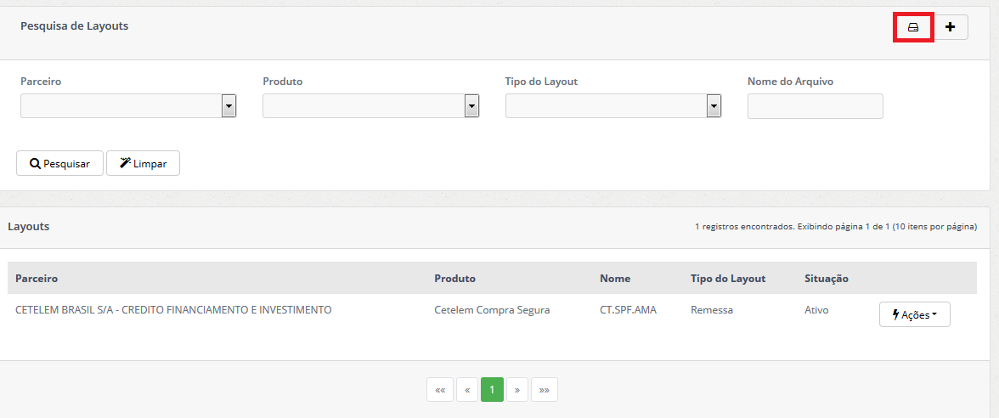 Pesquisa de Layouts
Parceiro Produto Tipo do Layout Nome do Arquivo
Pesquisar Limpar
Layouts 1 registros encontrados. Exibindo página 1 de 1 (10 itens por página)
Parceiro Produto Nome Tipo do Layout Situação
CETELEM BRASIL S/A - CREDITO FINANCIAMENTO E INVESTIMENTO Cetelem Compra Segura CT.SPF.AMA Remessa Ativo Ações
«« « 1 » »»